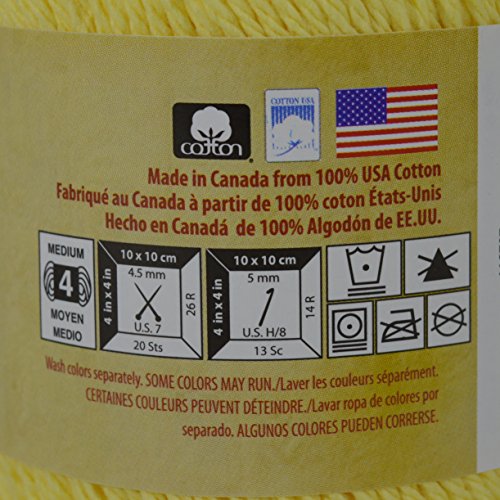 cotton®
COTTON USA
Made in Canada from 100% USA Cotton
Fabriqué au Canada à partir de 100% coton États-Unis
Hecho en Canadá de 100% Algodón de EE.UU.
MEDIUM
4
MOYEN
MEDIO
10 x 10 cm
4 in x 4 in
4.5 mm
26 R
U.S. 7
20 Sts
10 x 10 cm
4 in x 4 in
5 mm
14 R
U.S. H/8
13 Sc
Wash colors separately. SOME COLORS MAY RUN./Laver les couleurs séparément.
CERTAINES COULEURS PEUVENT DÉTEINDRE./Lavar ropa de colores por
separado. ALGUNOS COLORES PUEDEN CORRERSE.